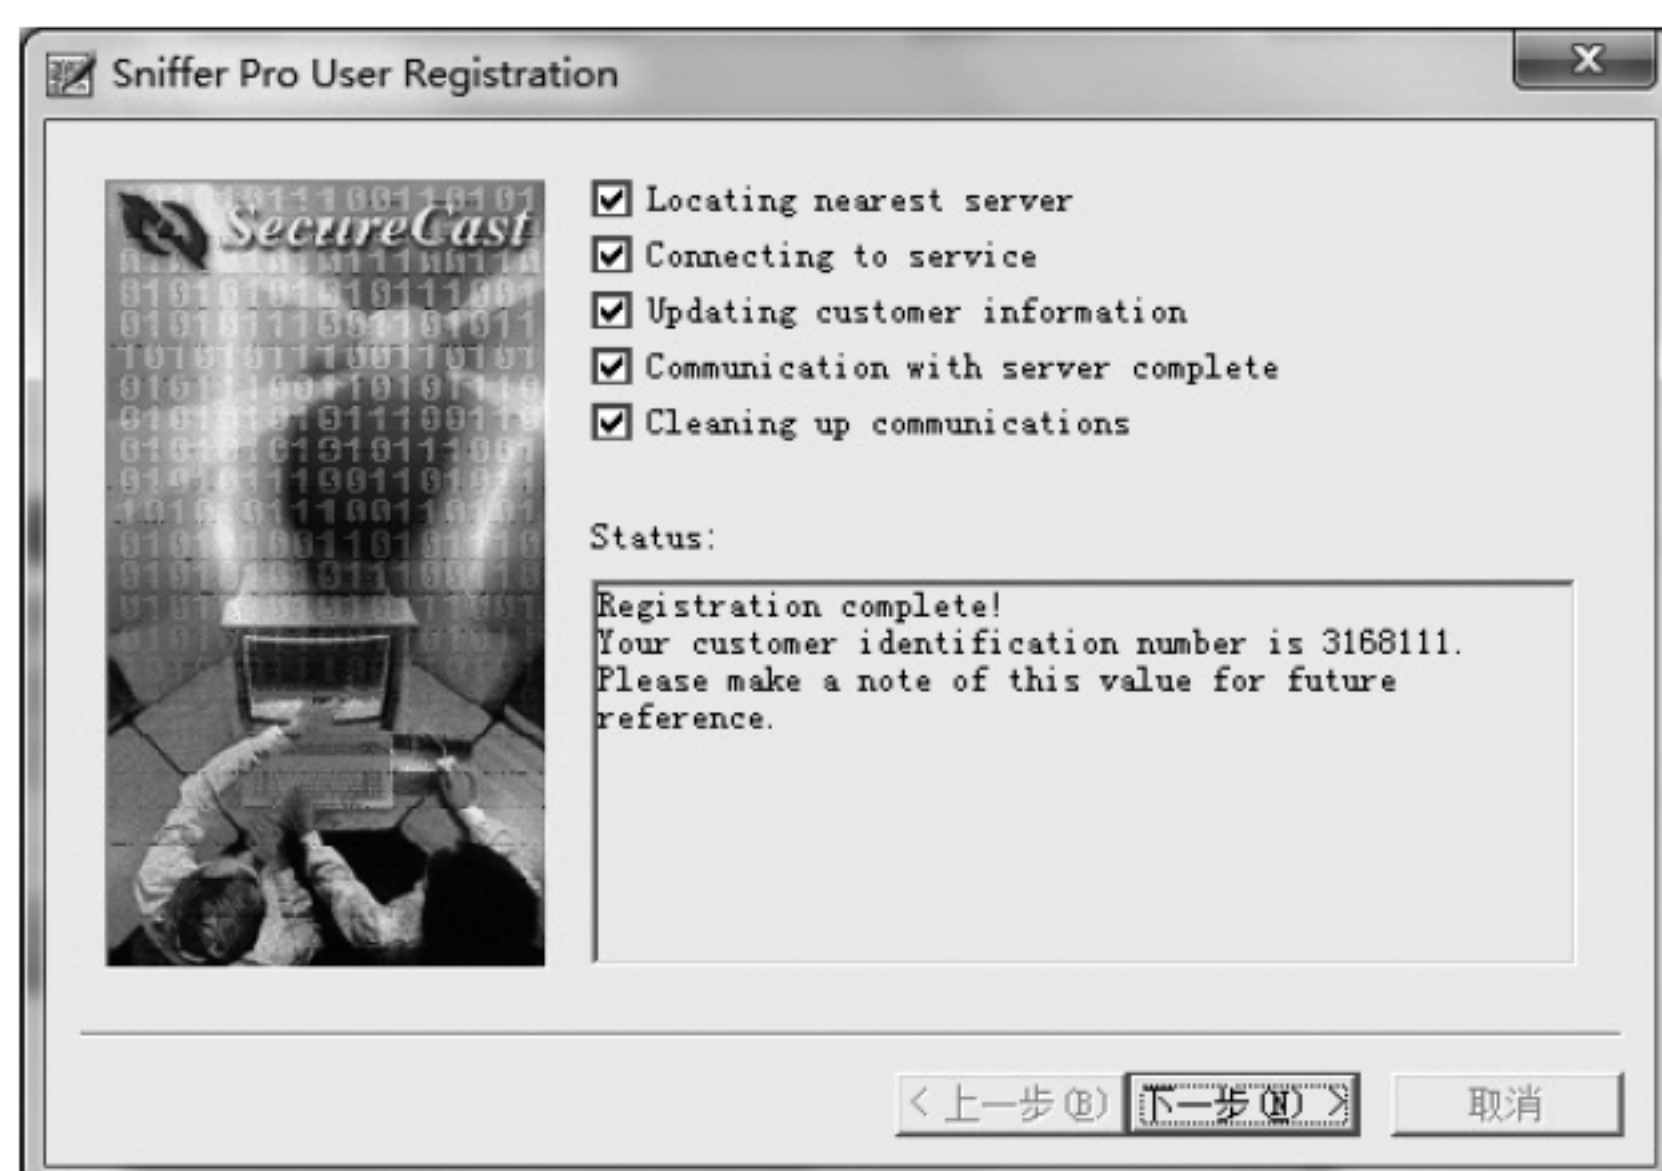 Sniffer Pro User Registration
SecureCast
Locating nearest server
Connecting to service
Updating customer information
Communication with server complete
Cleaning up communications
Status:
Registration complete!
Your customer identification number is 3168111.
Please make a note of this value for future
reference.
< 上一步(B) 下一步(N) > 取消